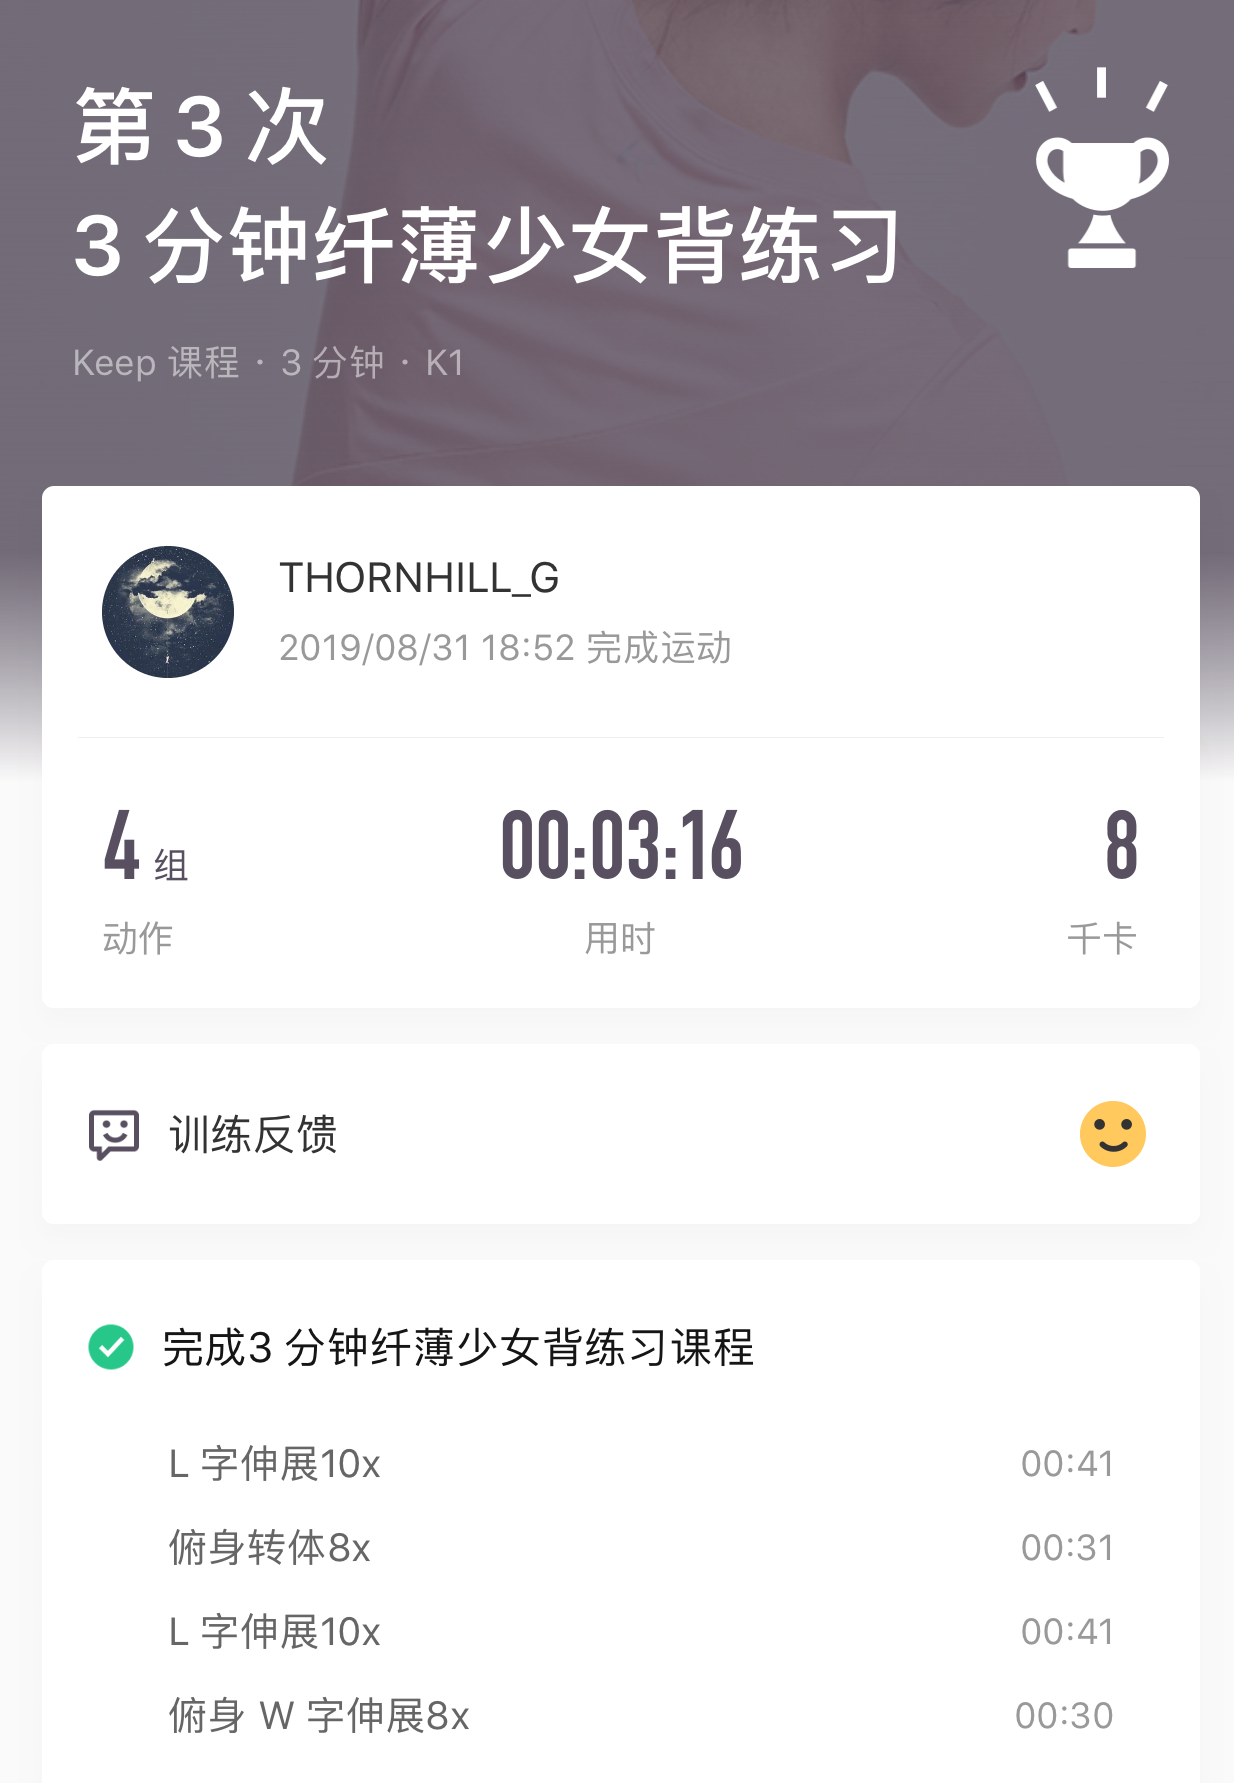 第 3 次
3 分钟纤薄少女背练习
Keep 课程 · 3 分钟 · K1
THORNHILL_G
2019/08/31 18:52 完成运动
4 组 00:03:16 8
动作 用时 千卡
训练反馈
完成3 分钟纤薄少女背练习课程
L 字伸展10x 00:41
俯身转体8x 00:31
L 字伸展10x 00:41
俯身 W 字伸展8x 00:30